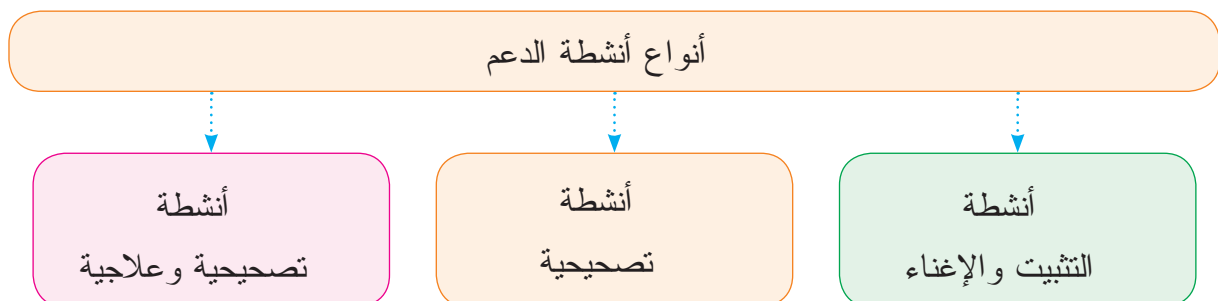 أنواع أنشطة الدعم
أنشطة
التثبيت والإغناء
أنشطة
تصحيحية
أنشطة
تصحيحية وعلاجية